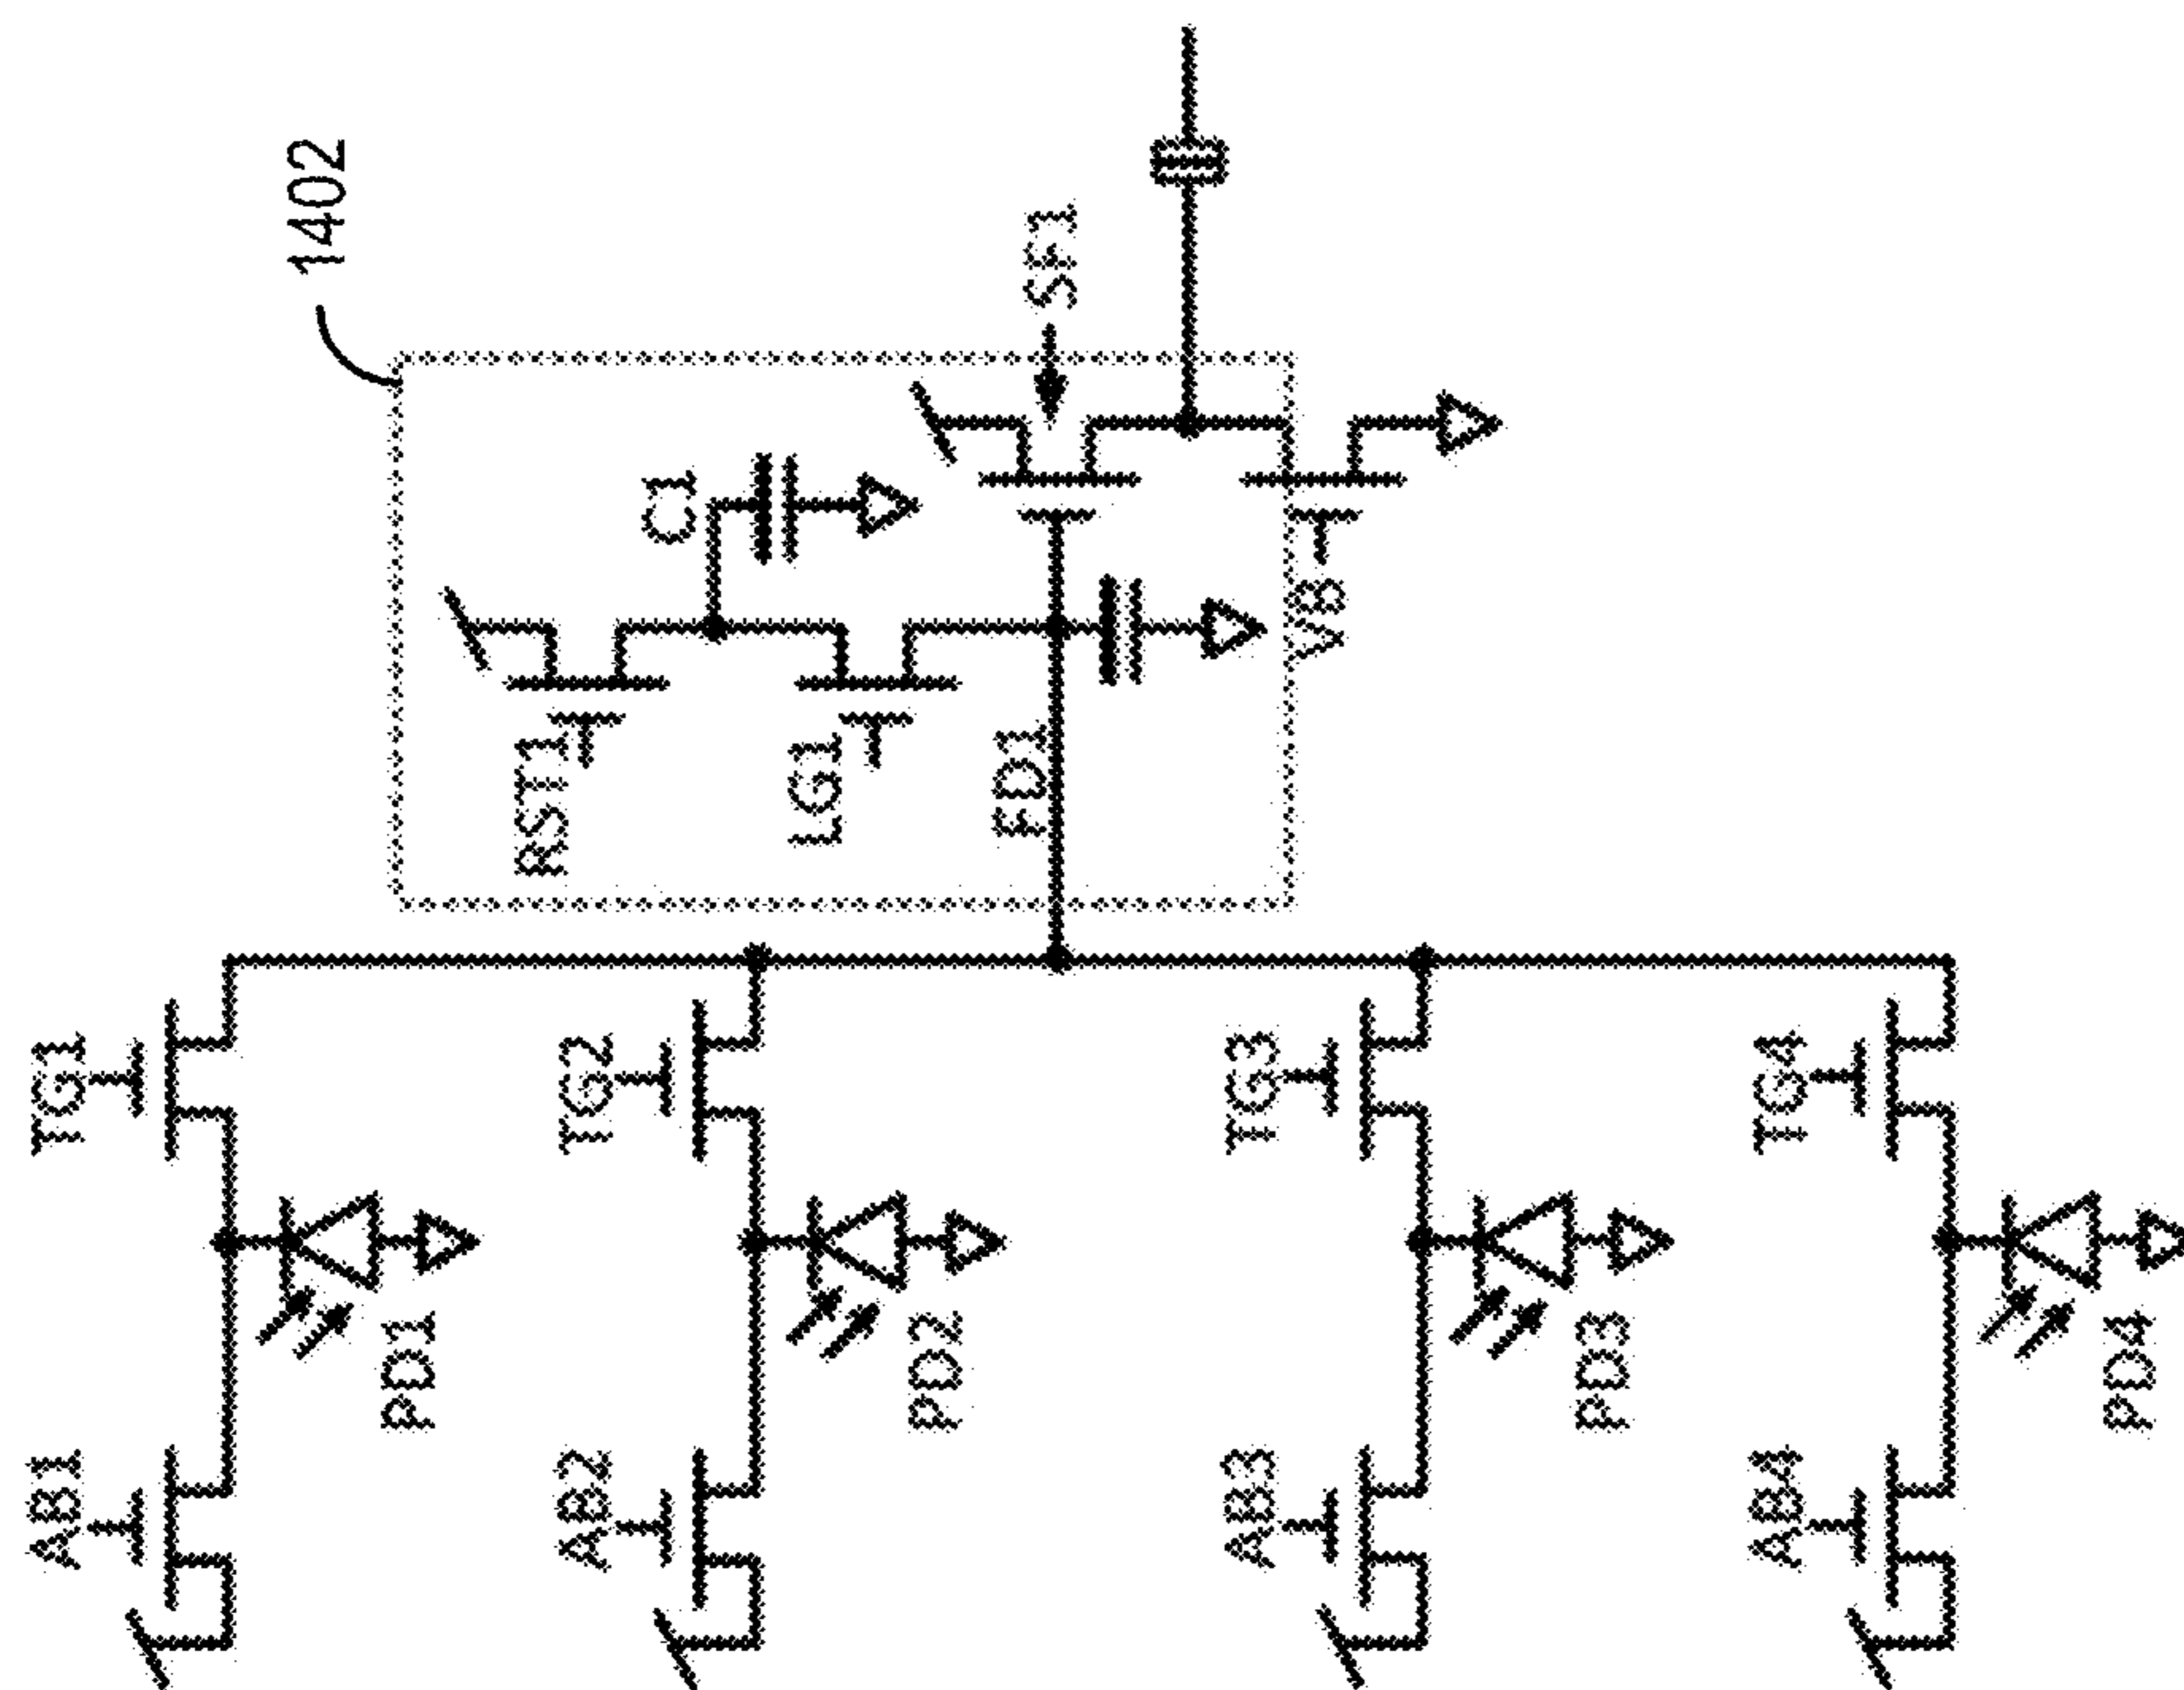 1402
SF1
C1
RST1
LG1
FD1
VB
TG1
TG2
TG3
TG4
PD1
PD2
PD3
PD4
AB1
AB2
AB3
AB4